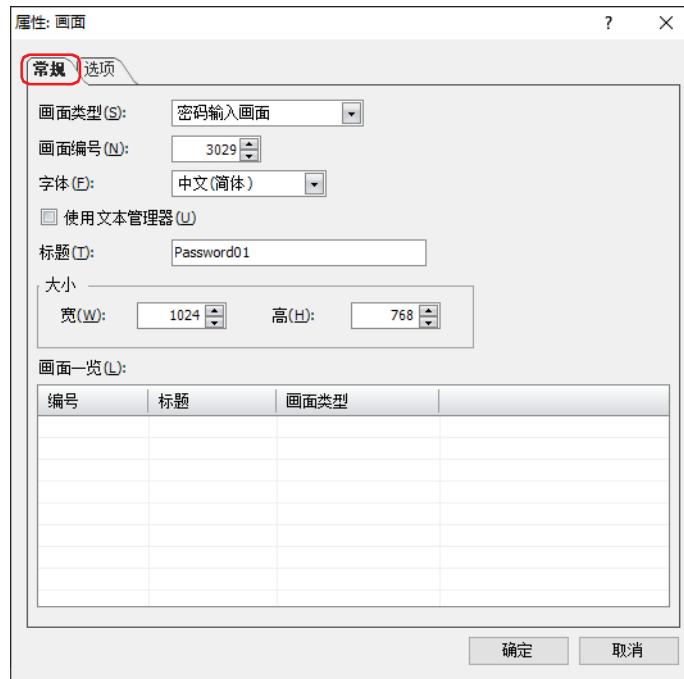 属性: 画面 ?
常规 选项
画面类型(S): 密码输入画面
画面编号(N): 3029
字体(F): 中文(简体)
使用文本管理器(U)
标题(T): Password01
大小
宽(W): 1024 高(H): 768
画面一览(L):
编号 标题 画面类型
确定 取消